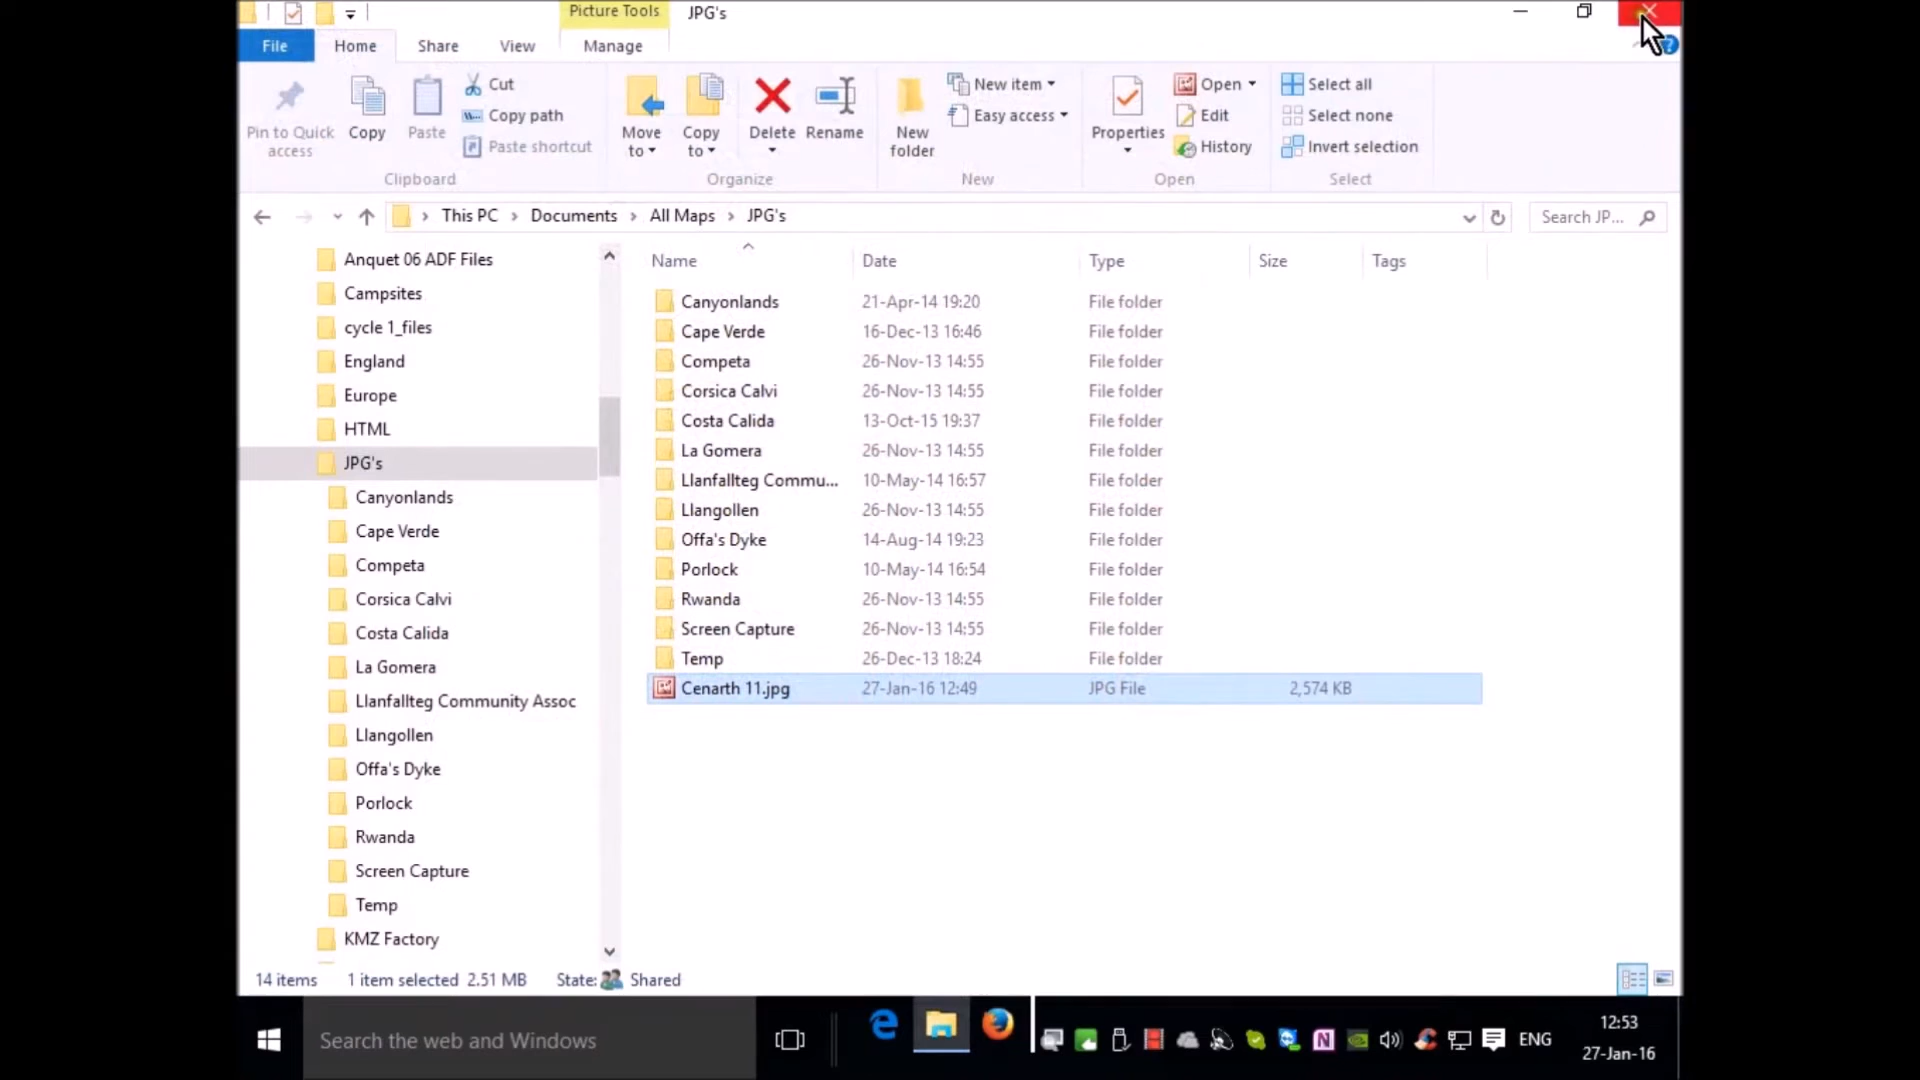 Picture Tools JPG's
File Home Share View Manage
Pin to Quick access
Copy
Paste
Cut
Copy path
Paste shortcut
Clipboard
Move to
Copy to
Delete
Rename
Organize
New folder
New item
Easy access
New
Properties
Open
Edit
History
Open
Select all
Select none
Invert selection
Select
This PC Documents All Maps JPG's Search JP...
Anquet 06 ADF Files
Campsites
cycle 1_files
England
Europe
HTML
JPG's
Canyonlands
Cape Verde
Competa
Corsica Calvi
Costa Calida
La Gomera
Llanfallteg Community Assoc
Llangollen
Offa's Dyke
Porlock
Rwanda
Screen Capture
Temp
KMZ Factory
Name Date Type Size Tags
Canyonlands 21-Apr-14 19:20 File folder
Cape Verde 16-Dec-13 16:46 File folder
Competa 26-Nov-13 14:55 File folder
Corsica Calvi 26-Nov-13 14:55 File folder
Costa Calida 13-Oct-15 19:37 File folder
La Gomera 26-Nov-13 14:55 File folder
Llanfallteg Commu... 10-May-14 16:57 File folder
Llangollen 26-Nov-13 14:55 File folder
Offa's Dyke 14-Aug-14 19:23 File folder
Porlock 10-May-14 16:54 File folder
Rwanda 26-Nov-13 14:55 File folder
Screen Capture 26-Nov-13 14:55 File folder
Temp 26-Dec-13 18:24 File folder
Cenarth 11.jpg 27-Jan-16 12:49 JPG File 2,574 KB
14 items 1 item selected 2.51 MB State: Shared
Search the web and Windows
ENG
12:53
27-Jan-16